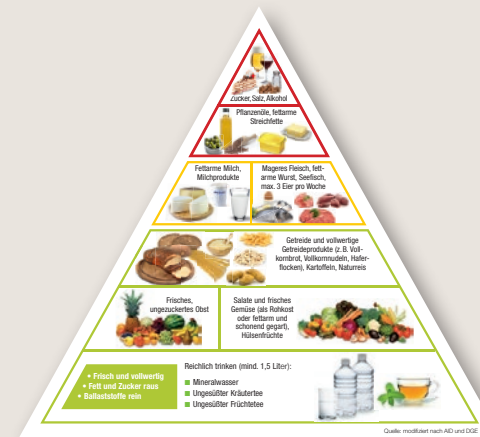 Zucker, Salz, Alkohol
Pflanzenöle, fettarme
Streichfette
Fettarme Milch,
Milchprodukte
Mageres Fleisch, fett-
arme Wurst, Seefisch,
max. 3 Eier pro Woche
Getreide und vollwertige
Getreideprodukte (z. B. Voll-
kornbrot, Vollkornnudeln, Hafer-
flocken), Kartoffeln, Naturreis
Frisches,
ungezuckertes Obst
Salate und frisches
Gemüse (als Rohkost
oder fettarm und
schonend gegart),
Hülsenfrüchte
• Frisch und vollwertig
• Fett und Zucker raus
• Ballaststoffe rein
Reichlich trinken (mind. 1,5 Liter):
Mineralwasser
Ungesüßter Kräutertee
Ungesüßter Früchtetee
Quelle: modifiziert nach AID und DGE